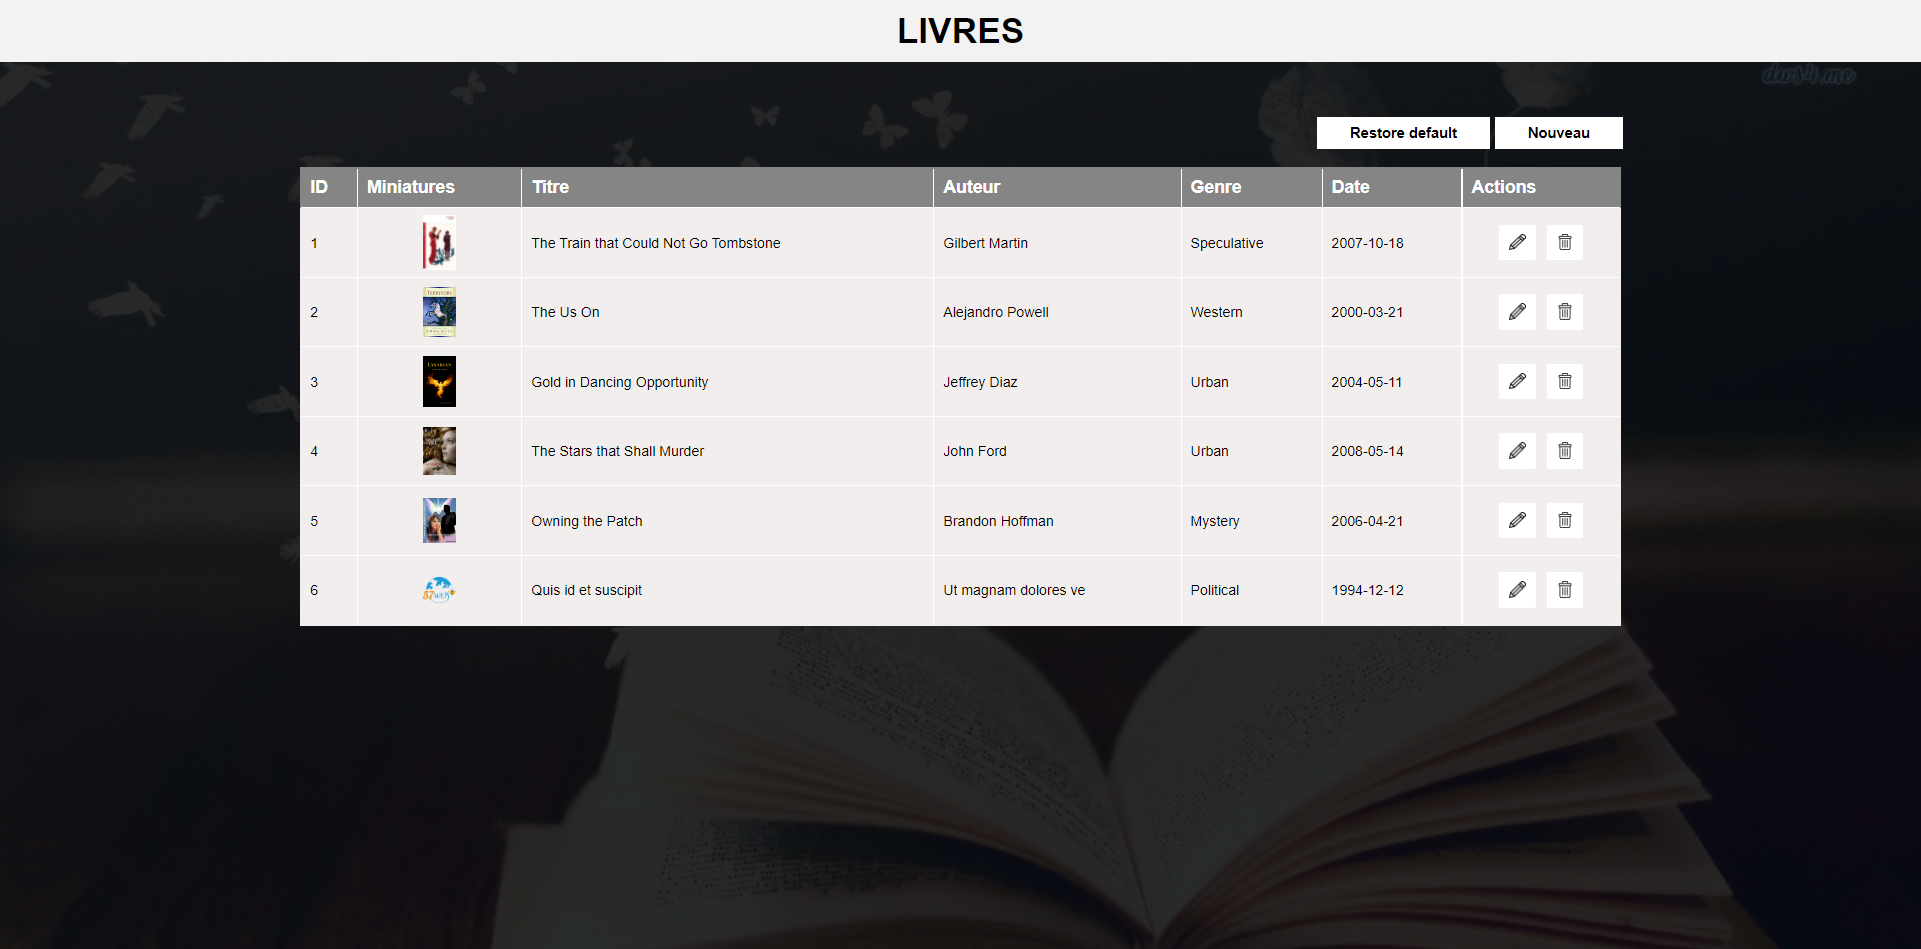 LIVRES
dws4.me
Restore default Nouveau
ID Miniatures Titre Auteur Genre Date Actions
1 The Train that Could Not Go Tombstone Gilbert Martin Speculative 2007-10-18
TERRITORY
2 The Us On Alejandro Powell Western 2000-03-21
LYSARIAN
3 Gold in Dancing Opportunity Jeffrey Diaz Urban 2004-05-11
4 The Stars that Shall Murder John Ford Urban 2008-05-14
5 Owning the Patch Brandon Hoffman Mystery 2006-04-21
6 Quis id et suscipit Ut magnam dolores ve Political 1994-12-12